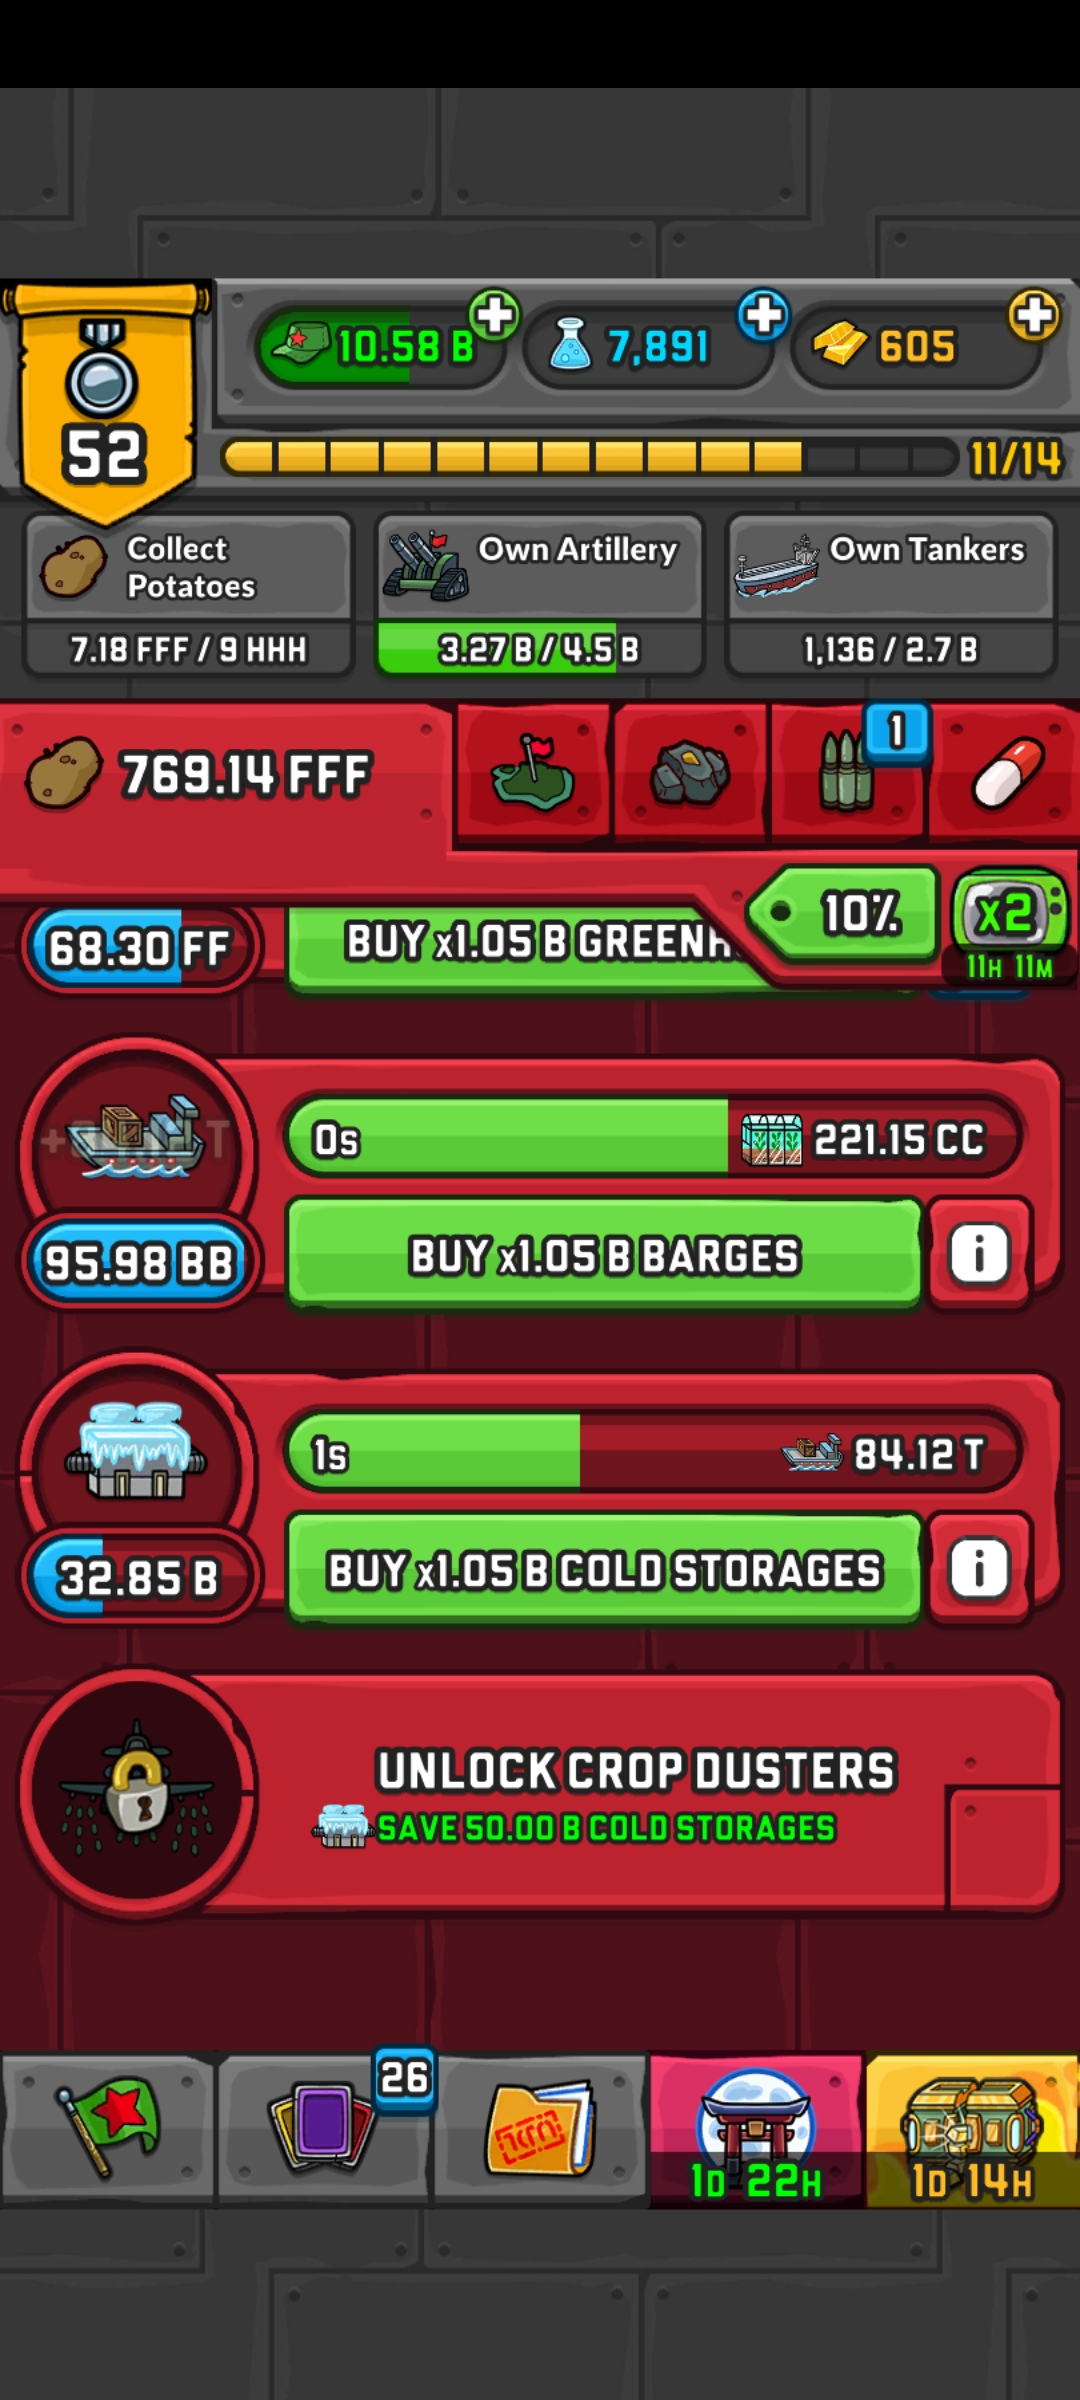 10.58 B
7,891
605
52
11/14
Collect
Potatoes
7.18 FFF / 9 HHH
Own Artillery
3.27 B / 4.5 B
Own Tankers
1,136 / 2.7 B
769.14 FFF
1
10%
x2
11H 11M
68.30 FF
BUY x1.05 B
0s
221.15 CC
95.98 BB
BUY x1.05 B BARGES
i
1s
84.12 T
32.85 B
BUY x1.05 B COLD STORAGES
i
UNLOCK CROP DUSTERS
SAVE 50.00 B COLD STORAGES
26
1D 22H
1D 14H